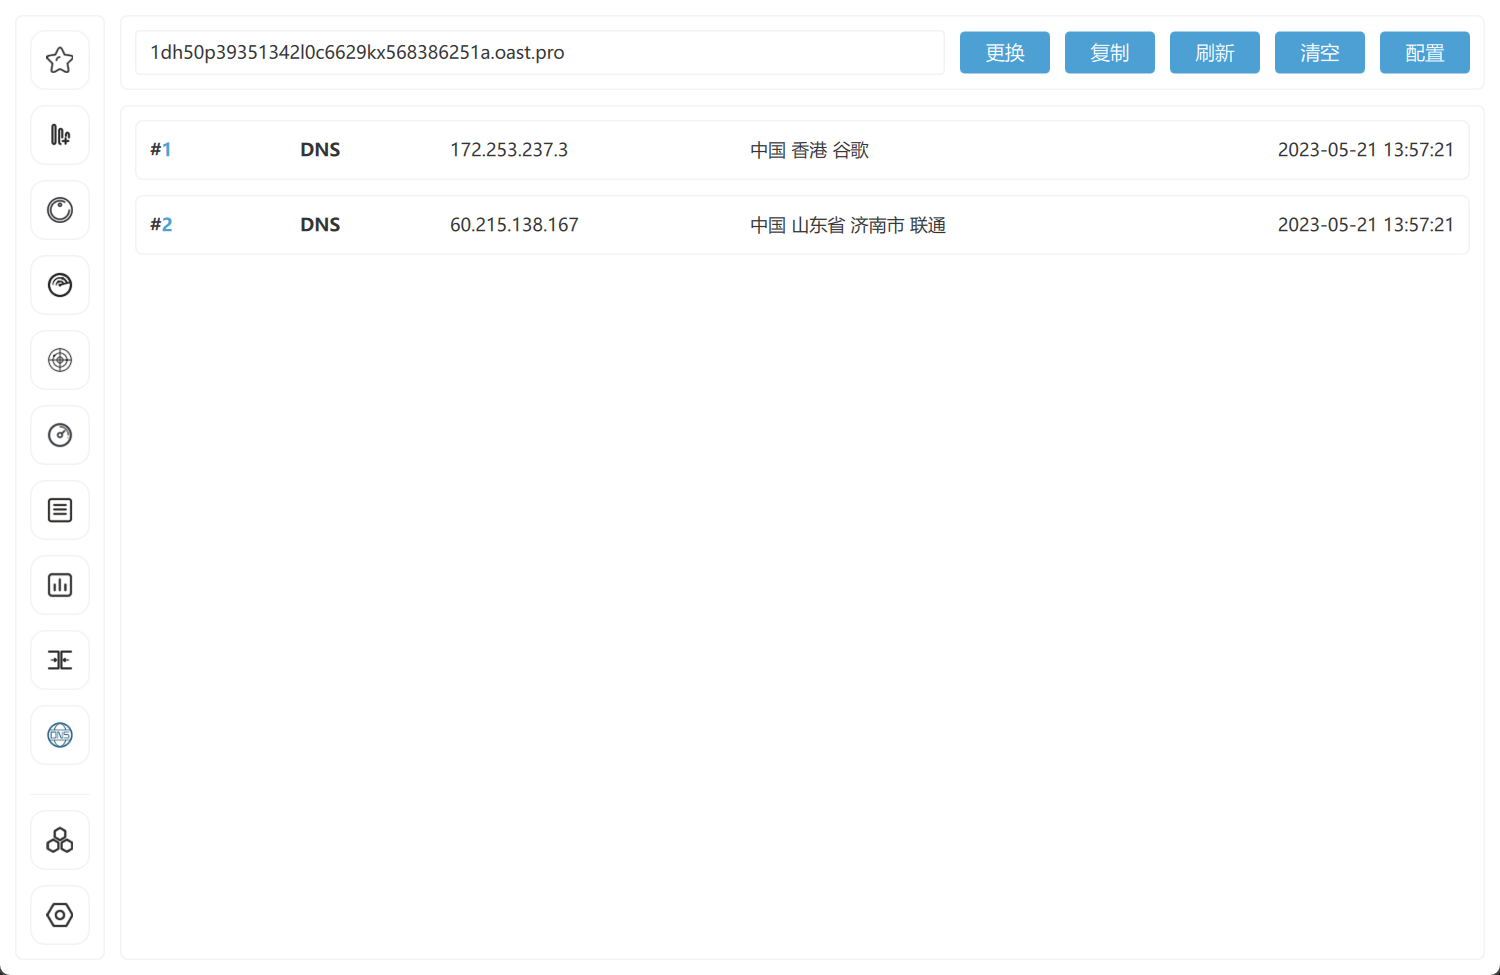 1dh50p39351342l0c6629kx568386251a.oast.pro 更换 复制 刷新 清空 配置
#1 DNS 172.253.237.3 中国 香港 谷歌 2023-05-21 13:57:21
#2 DNS 60.215.138.167 中国 山东省 济南市 联通 2023-05-21 13:57:21
DNS